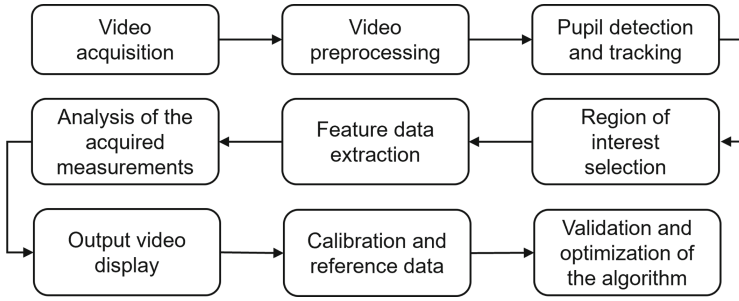 Video
acquisition
Video
preprocessing
Pupil detection
and tracking
Region of
interest
selection
Feature data
extraction
Analysis of the
acquired
measurements
Output video
display
Calibration and
reference data
Validation and
optimization of
the algorithm